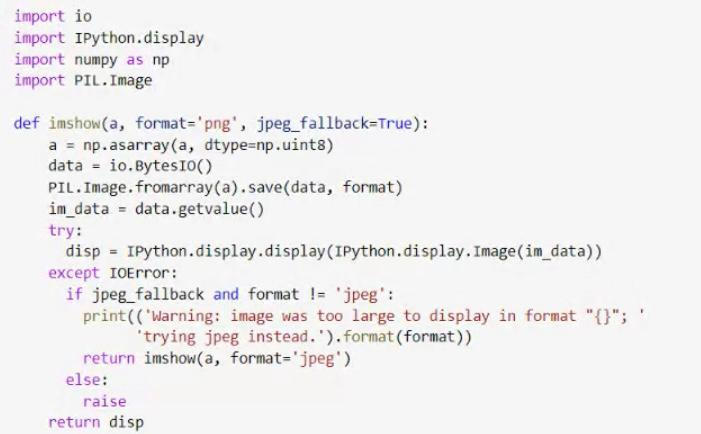 import io
import IPython.display
import numpy as np
import PIL.Image

def imshow(a, format='png', jpeg_fallback=True):
    a = np.asarray(a, dtype=np.uint8)
    data = io.BytesIO()
    PIL.Image.fromarray(a).save(data, format)
    im_data = data.getvalue()
    try:
      disp = IPython.display.display(IPython.display.Image(im_data))
    except IOError:
      if jpeg_fallback and format != 'jpeg':
        print(('Warning: image was too large to display in format "{}"; '
              'trying jpeg instead.').format(format))
        return imshow(a, format='jpeg')
      else:
        raise
    return disp